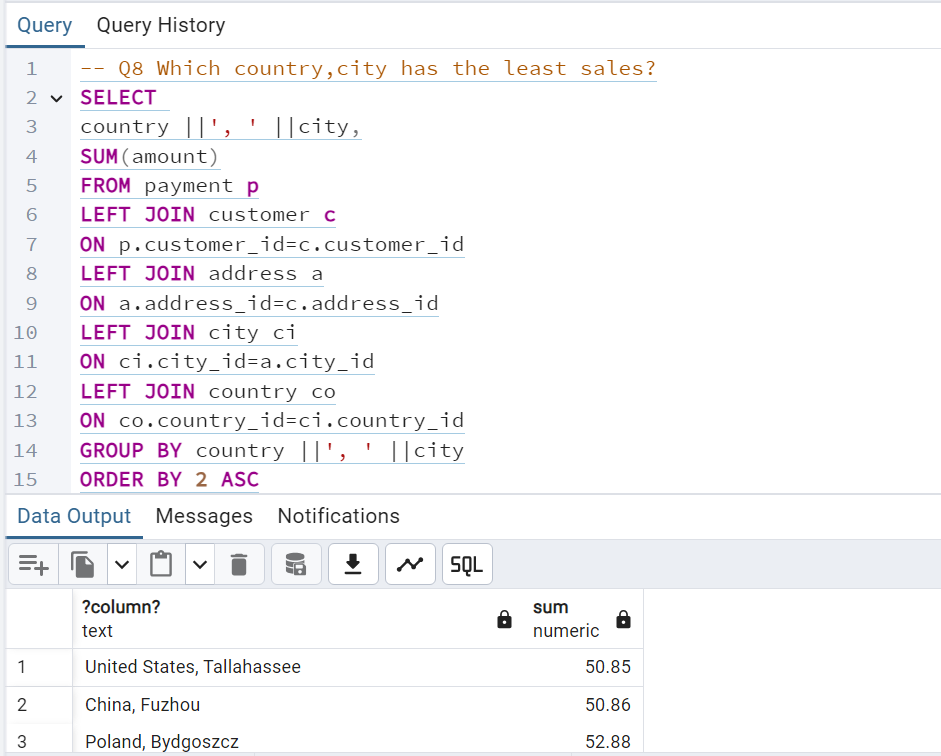 Query Query History
1 -- Q8 Which country,city has the least sales?
2 SELECT
3 country ||', ' ||city,
4 SUM(amount)
5 FROM payment p
6 LEFT JOIN customer c
7 ON p.customer_id=c.customer_id
8 LEFT JOIN address a
9 ON a.address_id=c.address_id
10 LEFT JOIN city ci
11 ON ci.city_id=a.city_id
12 LEFT JOIN country co
13 ON co.country_id=ci.country_id
14 GROUP BY country ||', ' ||city
15 ORDER BY 2 ASC
Data Output Messages Notifications
SQL
?column? sum
text numeric
1 United States, Tallahassee 50.85
2 China, Fuzhou 50.86
3 Poland, Bydgoszcz 52.88